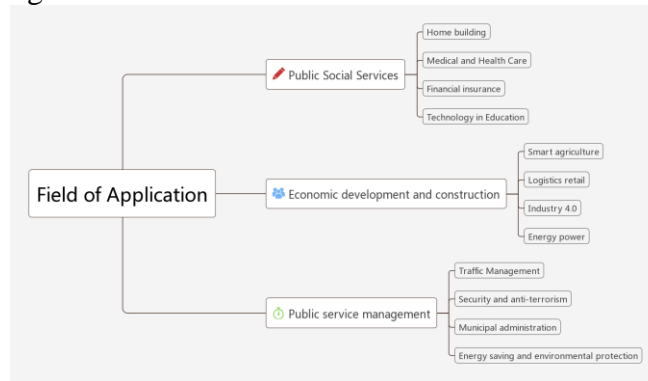 Field of Application
Public Social Services
Home building
Medical and Health Care
Financial insurance
Technology in Education
Economic development and construction
Smart agriculture
Logistics retail
Industry 4.0
Energy power
Public service management
Traffic Management
Security and anti-terrorism
Municipal administration
Energy saving and environmental protection